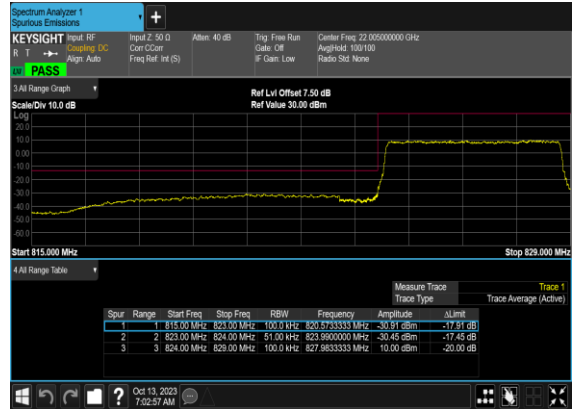 Spectrum Analyzer 1
Spurious Emissions
KEYSIGHT Input: RF Input Z: 50 Ω Atten: 40 dB Trig: Free Run Center Freq: 22.005000000 GHz
R T Coupling: DC Corr CCorr Gate: Off Avg|Hold: 100/100
Align: Auto Freq Ref: Int (S) IF Gain: Low Radio Std: None
PASS
3 All Range Graph Ref Lvl Offset 7.50 dB
Scale/Div 10.0 dB Ref Value 30.00 dBm
Log
20.0
10.0
0.00
-10.0
-20.0
-30.0
-40.0
-50.0
-60.0
Start 815.000 MHz Stop 829.000 MHz
4 All Range Table
Measure Trace Trace 1
Trace Type Trace Average (Active)
Spur Range Start Freq Stop Freq RBW Frequency Amplitude ΔLimit
1 1 815.00 MHz 823.00 MHz 100.0 kHz 820.5733333 MHz -30.91 dBm -17.91 dB
2 2 823.00 MHz 824.00 MHz 51.00 kHz 823.9900000 MHz -30.45 dBm -17.45 dB
3 3 824.00 MHz 829.00 MHz 100.0 kHz 827.9833333 MHz 10.00 dBm -20.00 dB
? Oct 13, 2023
7:02:57 AM